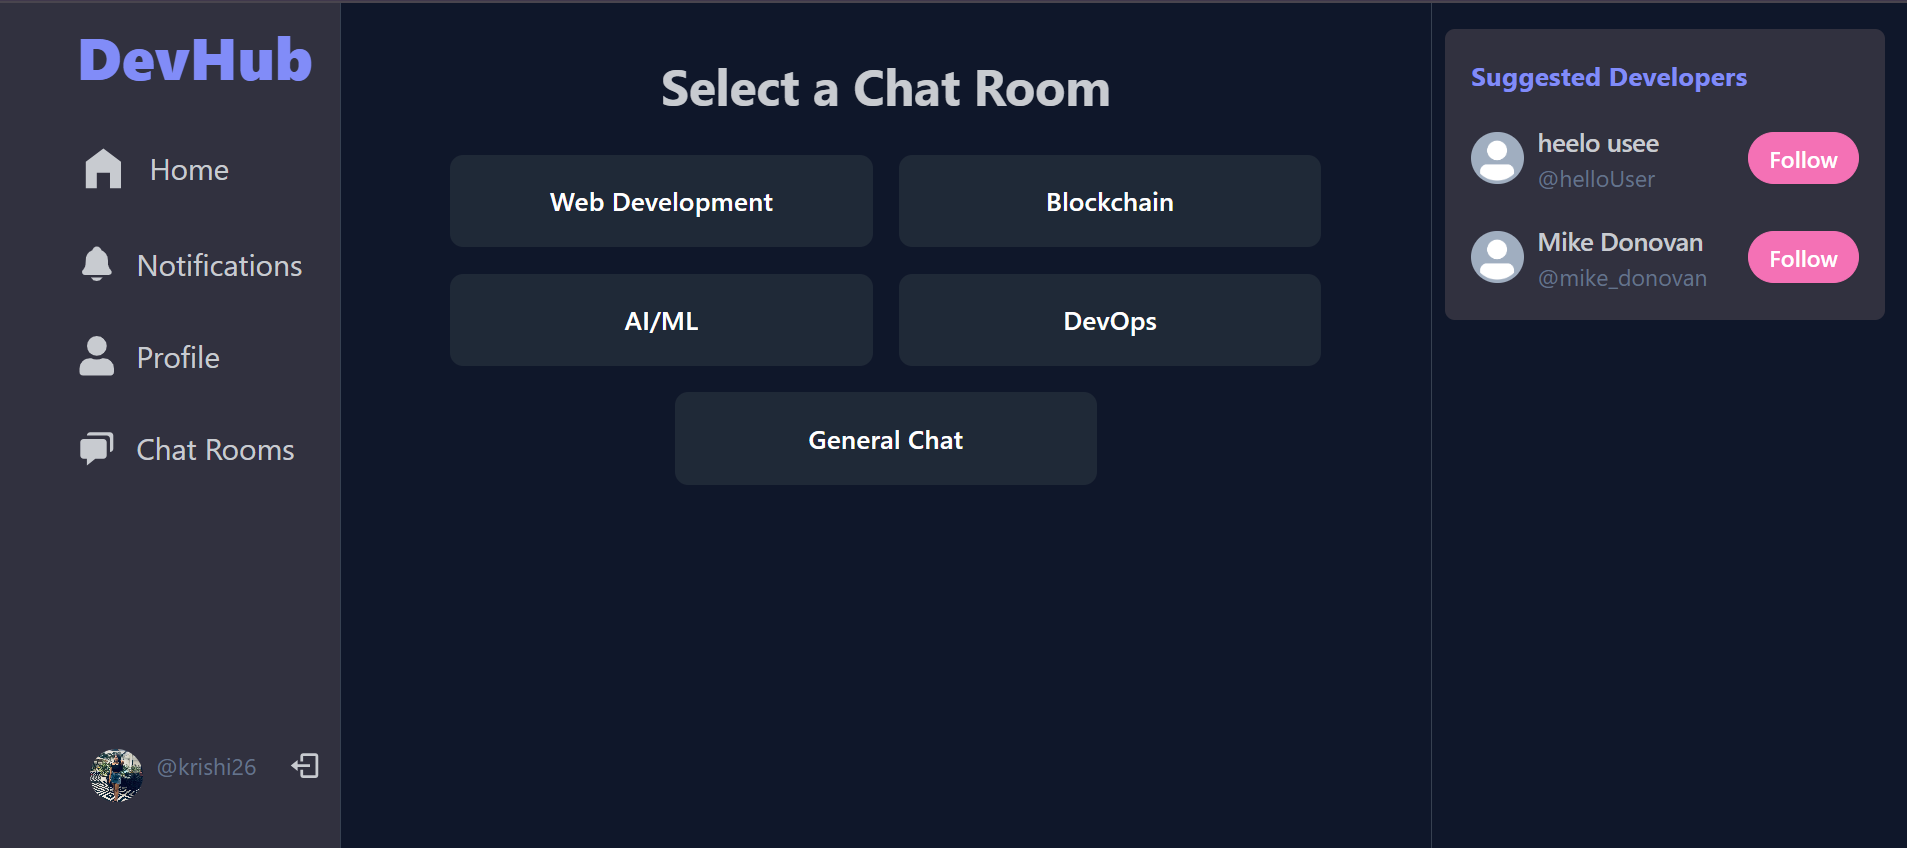 DevHub
Home
Notifications
Profile
Chat Rooms
@krishi26
Select a Chat Room
Web Development
Blockchain
AI/ML
DevOps
General Chat
Suggested Developers
heelo usee
@helloUser
Follow
Mike Donovan
@mike_donovan
Follow